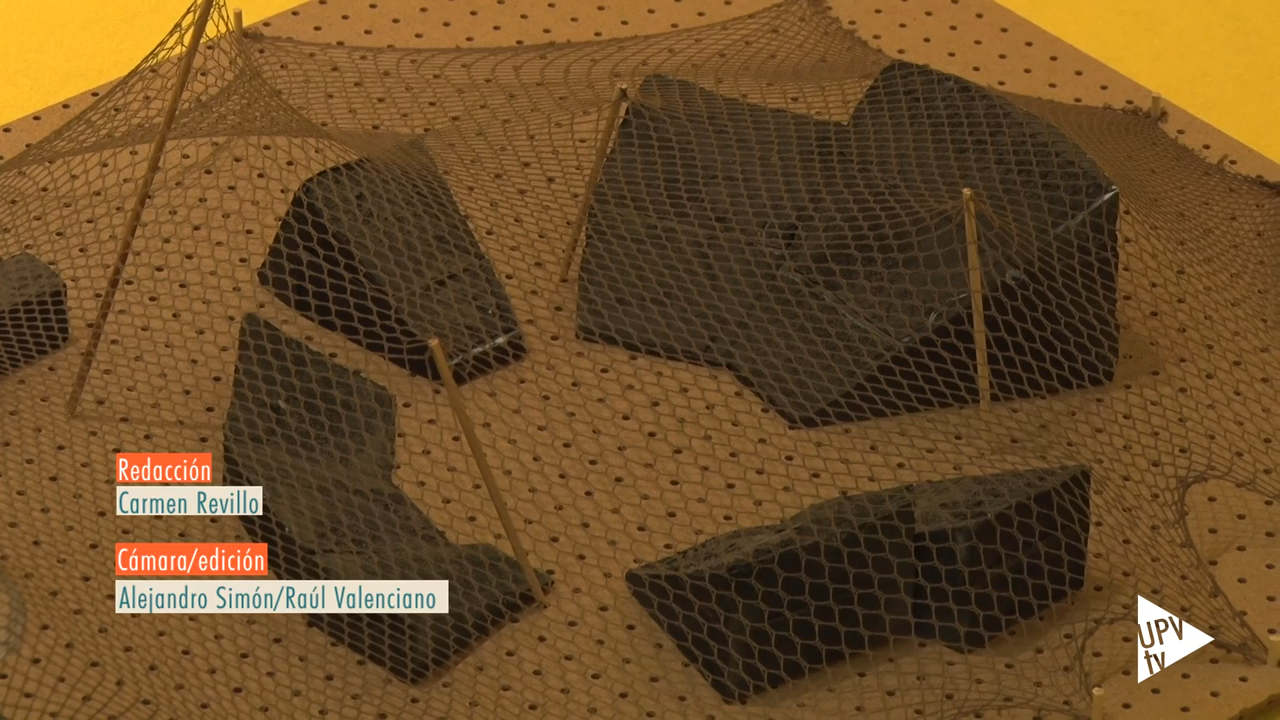 Redacción
Carmen Revillo
Cámara/edición
Alejandro Simón/Raúl Valenciano
UPV
tv